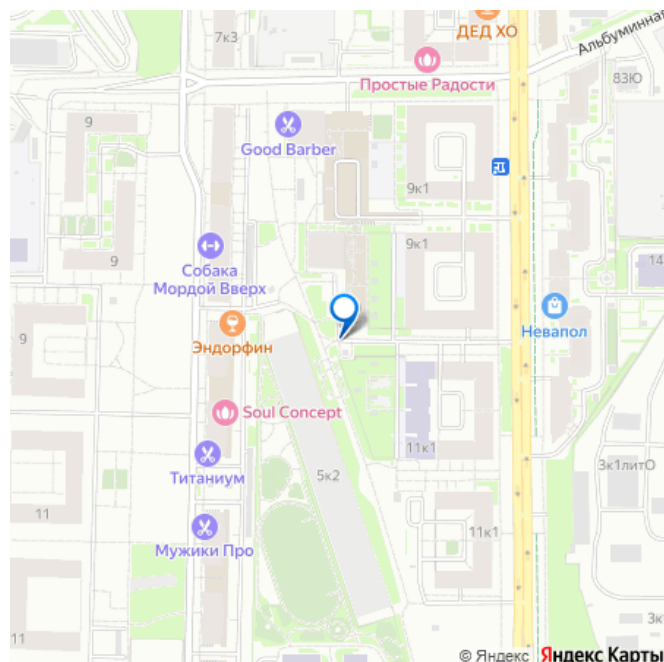 ДЕД ХО
Альбуминная
7к3
Простые Радости
83Ю
9
Good Barber
9к1
9к1
9
Собака
Мордой Вверх
14
Невапол
Эндорфин
9
Soul Concept
11к1
Титаниум
5к2
3к1литО
11
11к1
Мужики Про
3к
11
© Яндекс Яндекс Карты